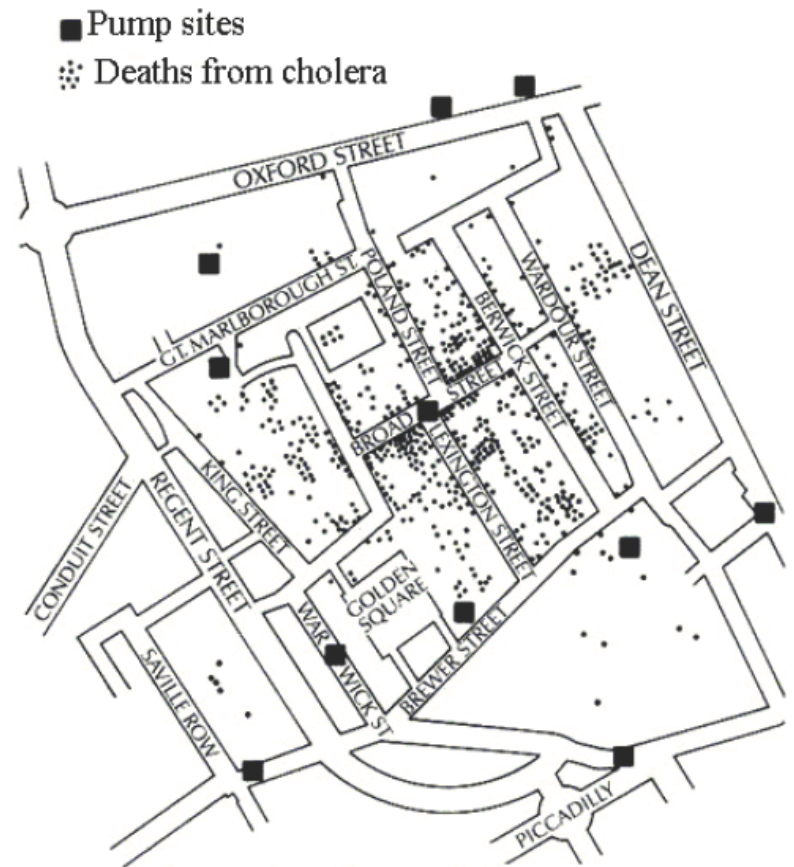 Pump sites
Deaths from cholera
OXFORD STREET
GT. MARLBOROUGH ST.
POLAND STREET
BERWICK STREET
WARDOUR STREET
DEAN STREET
BROAD STREET
LEXINGTON STREET
KING STREET
REGENT STREET
CONDUIT STREET
GOLDEN
SQUARE
WARWICK ST
BREWER STREET
SAVILLE ROW
PICCADILLY